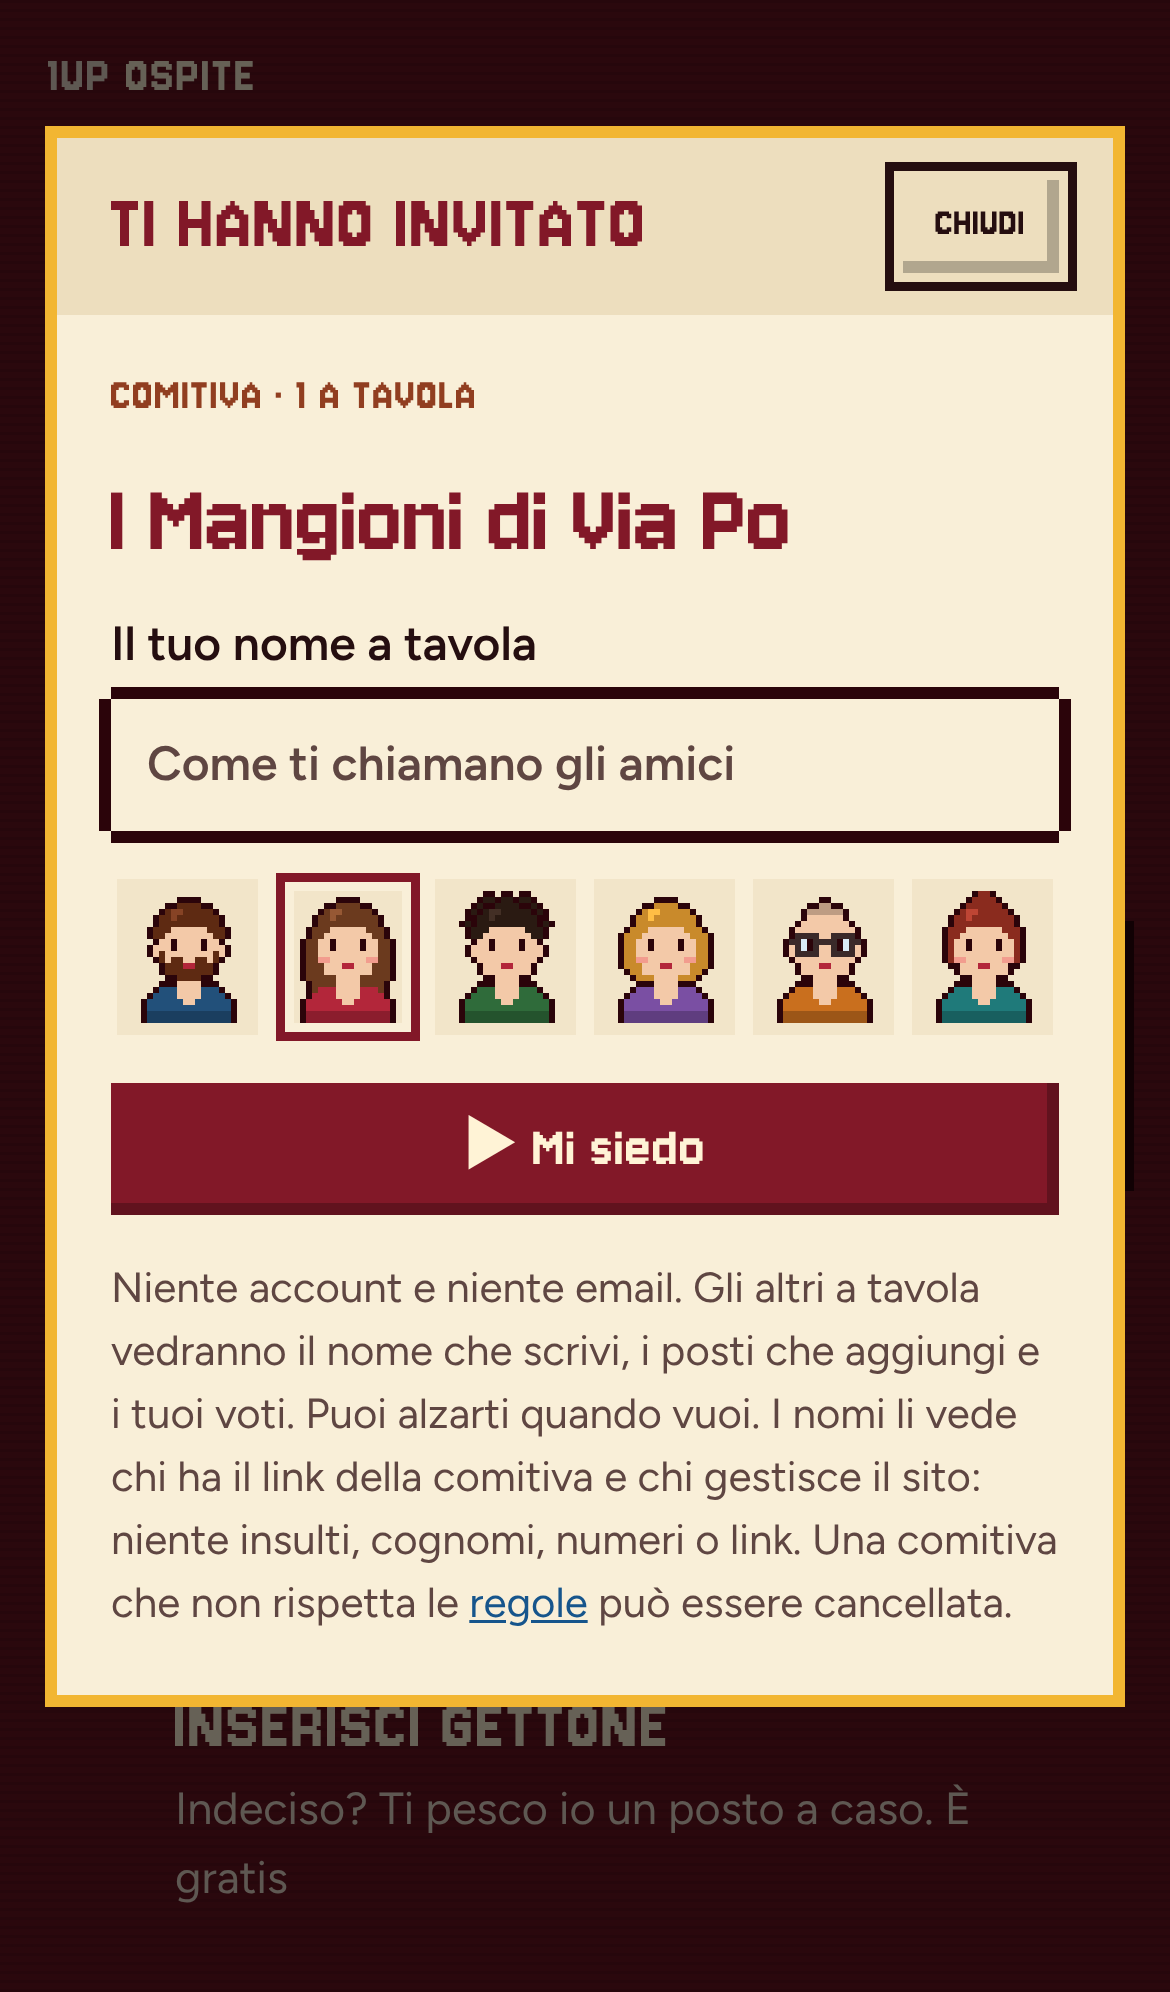 1UP OSPITE
TI HANNO INVITATO
CHIUDI
COMITIVA · 1 A TAVOLA
I Mangioni di Via Po
Il tuo nome a tavola
Come ti chiamano gli amici
▶ Mi siedo
Niente account e niente email. Gli altri a tavola
vedranno il nome che scrivi, i posti che aggiungi e
i tuoi voti. Puoi alzarti quando vuoi. I nomi li vede
chi ha il link della comitiva e chi gestisce il sito:
niente insulti, cognomi, numeri o link. Una comitiva
che non rispetta le regole può essere cancellata.
INSERISCI GETTONE
Indeciso? Ti pesco io un posto a caso. È
gratis